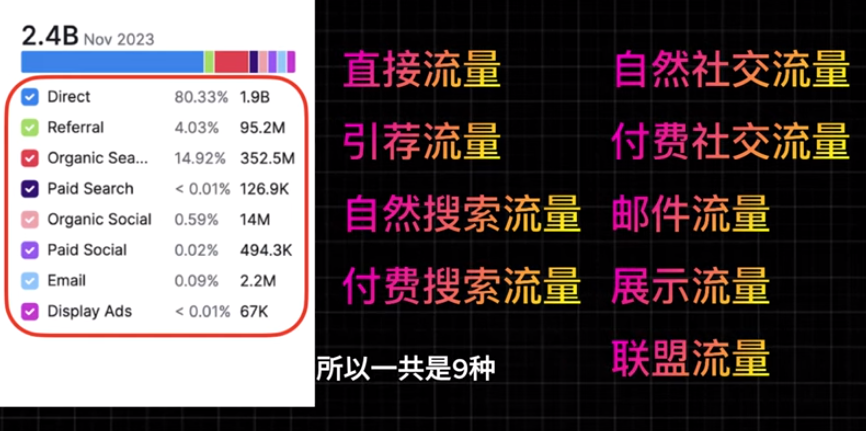 2.4B Nov 2023
Direct 80.33% 1.9B
Referral 4.03% 95.2M
Organic Sea... 14.92% 352.5M
Paid Search < 0.01% 126.9K
Organic Social 0.59% 14M
Paid Social 0.02% 494.3K
Email 0.09% 2.2M
Display Ads < 0.01% 67K
直接流量
引荐流量
自然搜索流量
付费搜索流量
自然社交流量
付费社交流量
邮件流量
展示流量
联盟流量
所以一共是9种